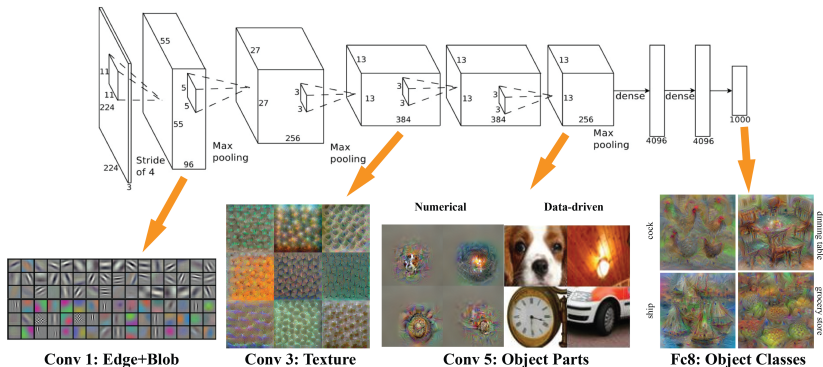 224
224
3
11
11
Stride
of 4
55
55
96
5
5
Max
pooling
27
27
256
3
3
Max
pooling
13
13
384
3
3
13
13
384
3
3
13
13
256
Max
pooling
dense
4096
dense
4096
1000
Numerical
Data-driven
cock
dinning table
ship
grocery store
Conv 1: Edge+Blob
Conv 3: Texture
Conv 5: Object Parts
Fc8: Object Classes